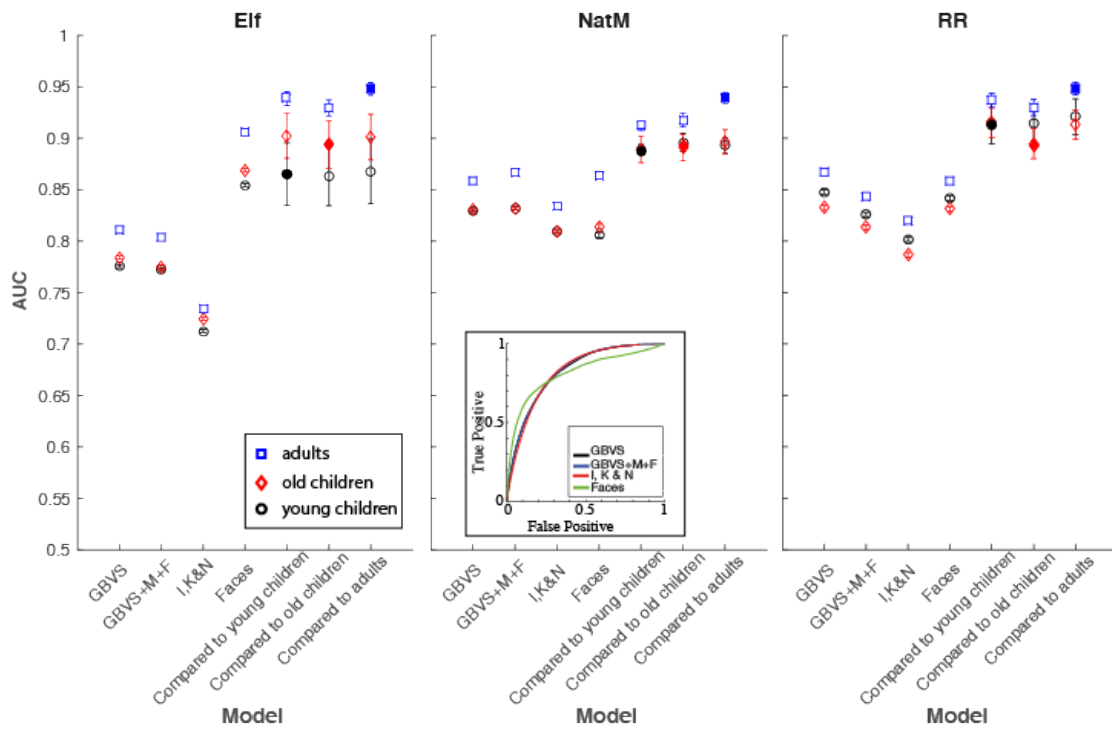 Elf
NatM
RR
AUC
1
0.95
0.9
0.85
0.8
0.75
0.7
0.65
0.6
0.55
0.5
adults
old children
young children
True Positive
1
0.5
0
GBVS
GBVS+M+F
I, K & N
Faces
0
0.5
1
False Positive
GBVS
GBVS+M+F
I,K&N
Faces
Compared to young children
Compared to old children
Compared to adults
GBVS
GBVS+M+F
I,K&N
Faces
Compared to young children
Compared to old children
Compared to adults
GBVS
GBVS+M+F
I,K&N
Faces
Compared to young children
Compared to old children
Compared to adults
Model
Model
Model